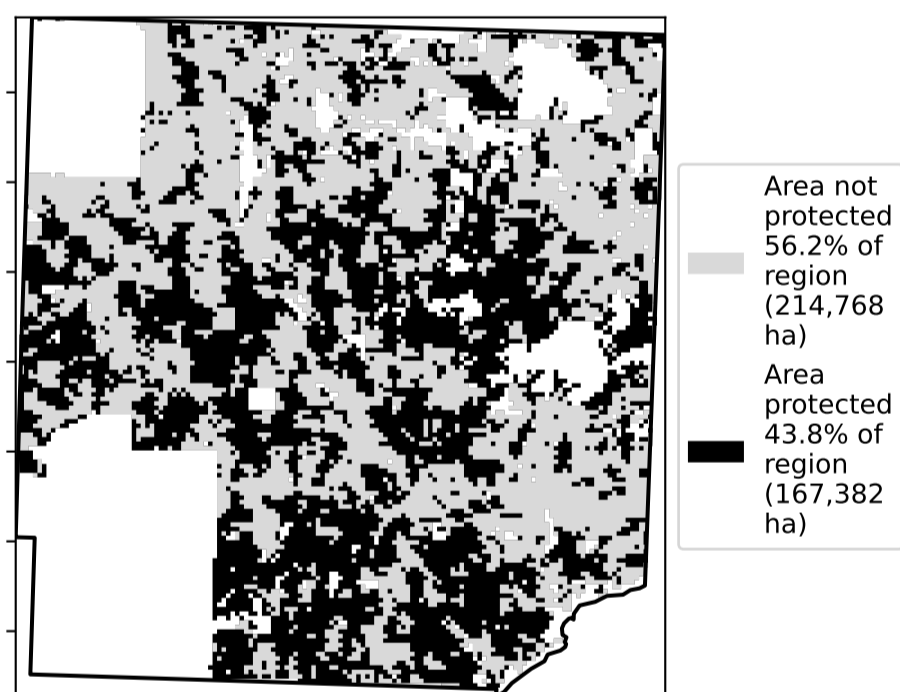 Area not
protected
56.2% of
region
(214,768
ha)
Area
protected
43.8% of
region
(167,382
ha)